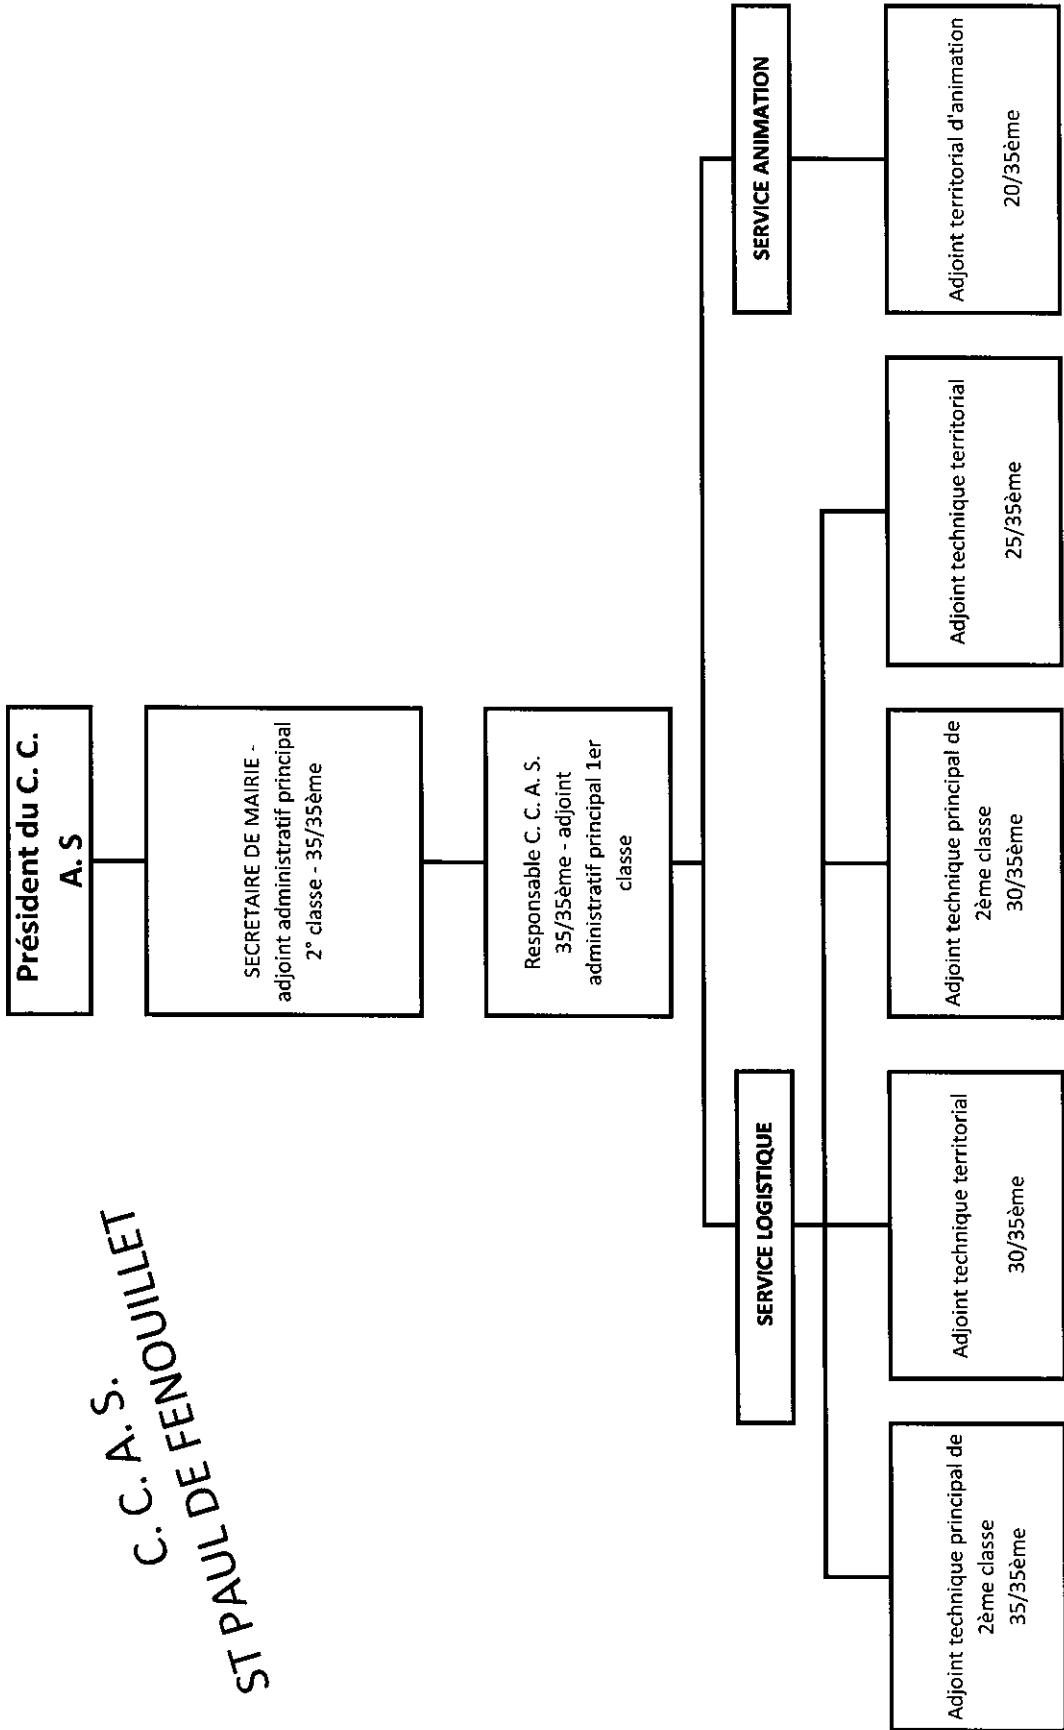 C. C. A. S.
ST PAUL DE FENOUILLET
Président du C. C.
A. S
SECRETAIRE DE MAIRIE -
adjoint administratif principal
2° classe - 35/35ème
Responsable C. C. A. S.
35/35ème - adjoint
administratif principal 1er
classe
SERVICE LOGISTIQUE
SERVICE ANIMATION
Adjoint technique principal de
2ème classe
35/35ème
Adjoint technique territorial
30/35ème
Adjoint technique principal de
2ème classe
30/35ème
Adjoint technique territorial
25/35ème
Adjoint territorial d'animation
20/35ème